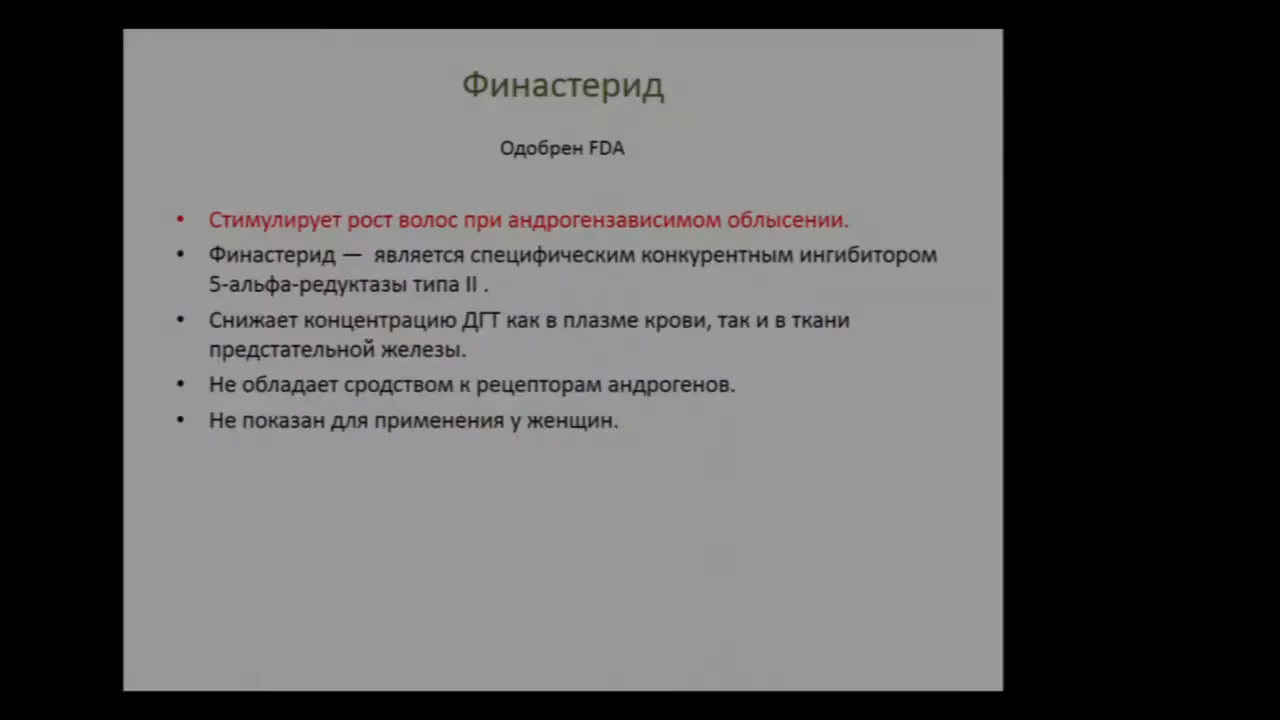 Финастерид
Одобрен FDA
• Стимулирует рост волос при андрогензависимом облысении.
• Финастерид — является специфическим конкурентным ингибитором
5-альфа-редуктазы типа II .
• Снижает концентрацию ДГТ как в плазме крови, так и в ткани
предстательной железы.
• Не обладает сродством к рецепторам андрогенов.
• Не показан для применения у женщин.